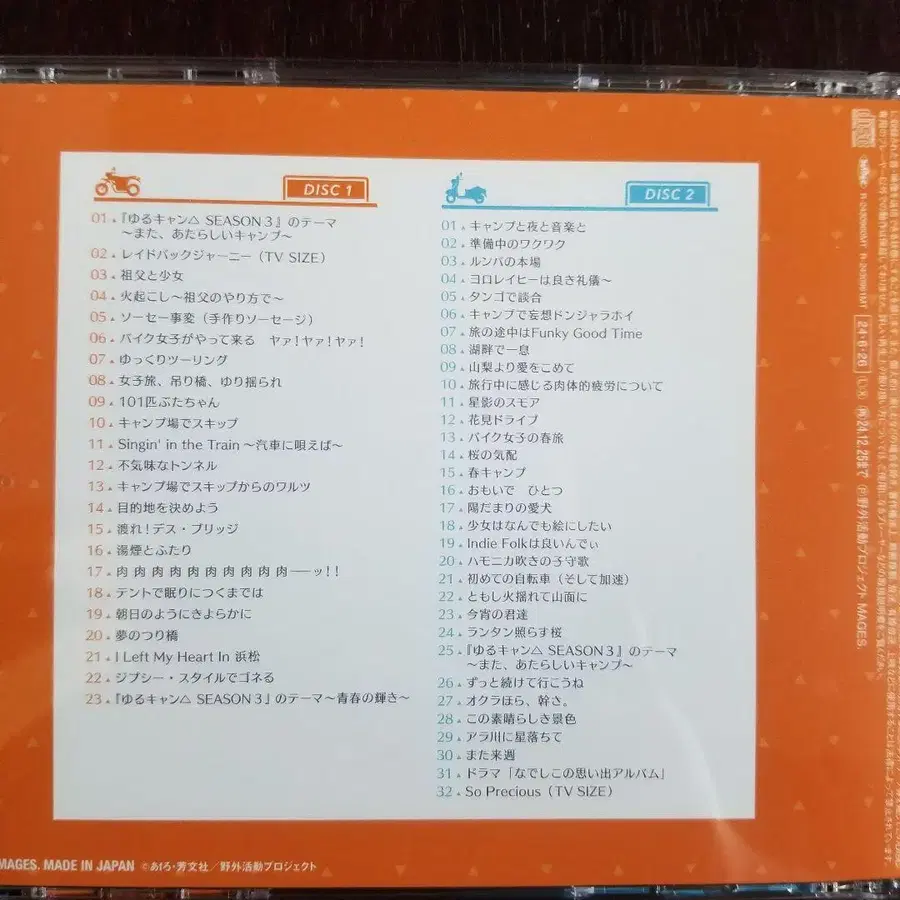 DISC 1
01. 『ゆるキャン△ SEASON3』のテーマ
〜また、あたらしいキャンプ〜
02. レイドバックジャーニー（TV SIZE）
03. 祖父と少女
04. 火起こし〜祖父のやり方で〜
05. ソーセー事変（手作りソーセージ）
06. バイク女子がやって来る ヤァ！ヤァ！ヤァ！
07. ゆっくりツーリング
08. 女子旅、吊り橋、ゆり揺られ
09. 101匹ぶたちゃん
10. キャンプ場でスキップ
11. Singin' in the Train〜汽車に唄えば〜
12. 不気味なトンネル
13. キャンプ場でスキップからのワルツ
14. 目的地を決めよう
15. 渡れ！デス・ブリッジ
16. 湯煙とふたり
17. 肉 肉 肉 肉 肉 肉 肉 肉 肉 肉──ッ！！
18. テントで眠りにつくまでは
19. 朝日のようにきよらかに
20. 夢のつり橋
21. I Left My Heart In 浜松
22. ジプシー・スタイルでゴネる
23. 『ゆるキャン△ SEASON3』のテーマ〜青春の輝き〜
DISC 2
01. キャンプと夜と音楽と
02. 準備中のワクワク
03. ルンバの本場
04. ヨロレイヒーは良き礼儀〜
05. タンゴで談合
06. キャンプで妄想ドンジャラホイ
07. 旅の途中はFunky Good Time
08. 湖畔で一息
09. 山梨より愛をこめて
10. 旅行中に感じる肉体的疲労について
11. 星影のスモア
12. 花見ドライブ
13. バイク女子の春旅
14. 桜の気配
15. 春キャンプ
16. おもいで ひとつ
17. 陽だまりの愛犬
18. 少女はなんでも絵にしたい
19. Indie Folkは良いんでぃ
20. ハモニカ吹きの子守歌
21. 初めての自転車（そして加速）
22. ともし火揺れて山面に
23. 今宵の君達
24. ランタン照らす桜
25. 『ゆるキャン△ SEASON3』のテーマ
〜また、あたらしいキャンプ〜
26. ずっと続けて行こうね
27. オクラほら、幹さ。
28. この素晴らしき景色
29. アラ川に星落ちて
30. また来週
31. ドラマ「なでしこの思い出アルバム」
32. So Precious（TV SIZE）
24・6・26
24.12.25まで Ⓟ野外活動プロジェクト MAGES.
MAGES. MADE IN JAPAN ©あfろ・芳文社／野外活動プロジェクト